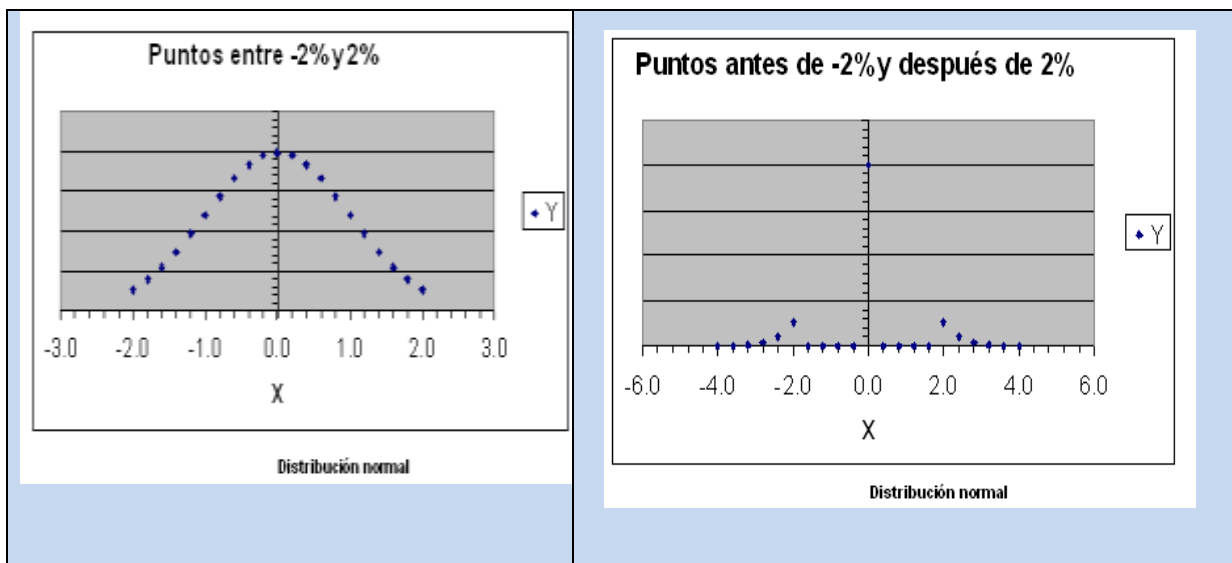 Puntos entre -2%y2%
Y
-3.0 -2.0 -1.0 0.0 1.0 2.0 3.0
X
Distribución normal
Puntos antes de -2%y después de 2%
Y
-6.0 -4.0 -2.0 0.0 2.0 4.0 6.0
X
Distribución normal